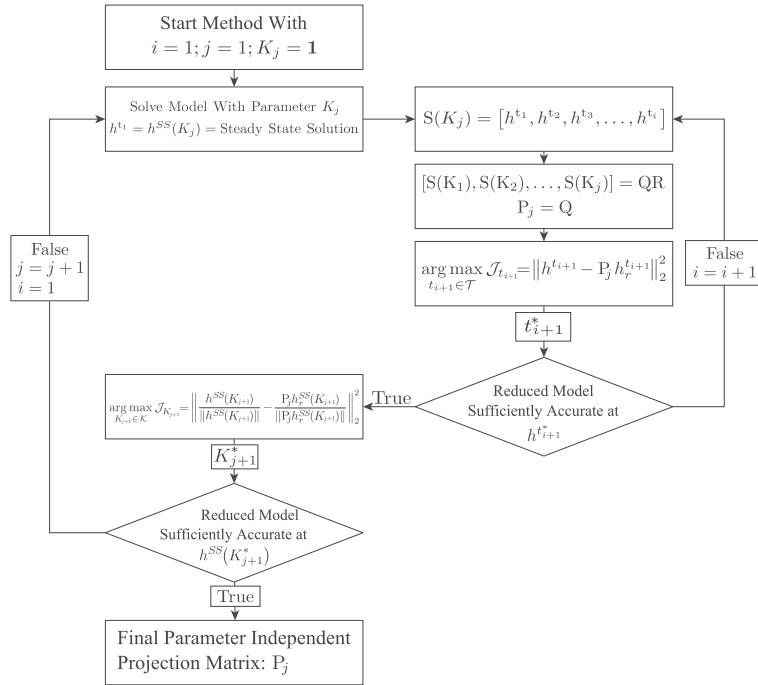 Start Method With
i = 1; j = 1; K_j = 𝟏
Solve Model With Parameter K_j
h^{t_1} = h^{SS}(K_j) = Steady State Solution
S(K_j) = [h^{t_1}, h^{t_2}, h^{t_3}, . . . , h^{t_i}]
[S(K_1), S(K_2), . . . , S(K_j)] = QR
P_j = Q
arg max_{t_{i+1}∈𝒯} 𝒥_{t_{i+1}} = ‖h^{t_{i+1}} − P_j h_r^{t_{i+1}}‖_2^2
t^*_{i+1}
Reduced Model
Sufficiently Accurate at
h^{t^*_{i+1}}
False
i = i + 1
True
arg max_{K_{j+1}∈𝒦} 𝒥_{K_{j+1}} = ‖ h^{SS}(K_{j+1}) / ‖h^{SS}(K_{j+1})‖ − P_j h_r^{SS}(K_{j+1}) / ‖P_j h_r^{SS}(K_{j+1})‖ ‖_2^2
K^*_{j+1}
Reduced Model
Sufficiently Accurate at
h^{SS}(K^*_{j+1})
False
j = j + 1
i = 1
True
Final Parameter Independent
Projection Matrix: P_j